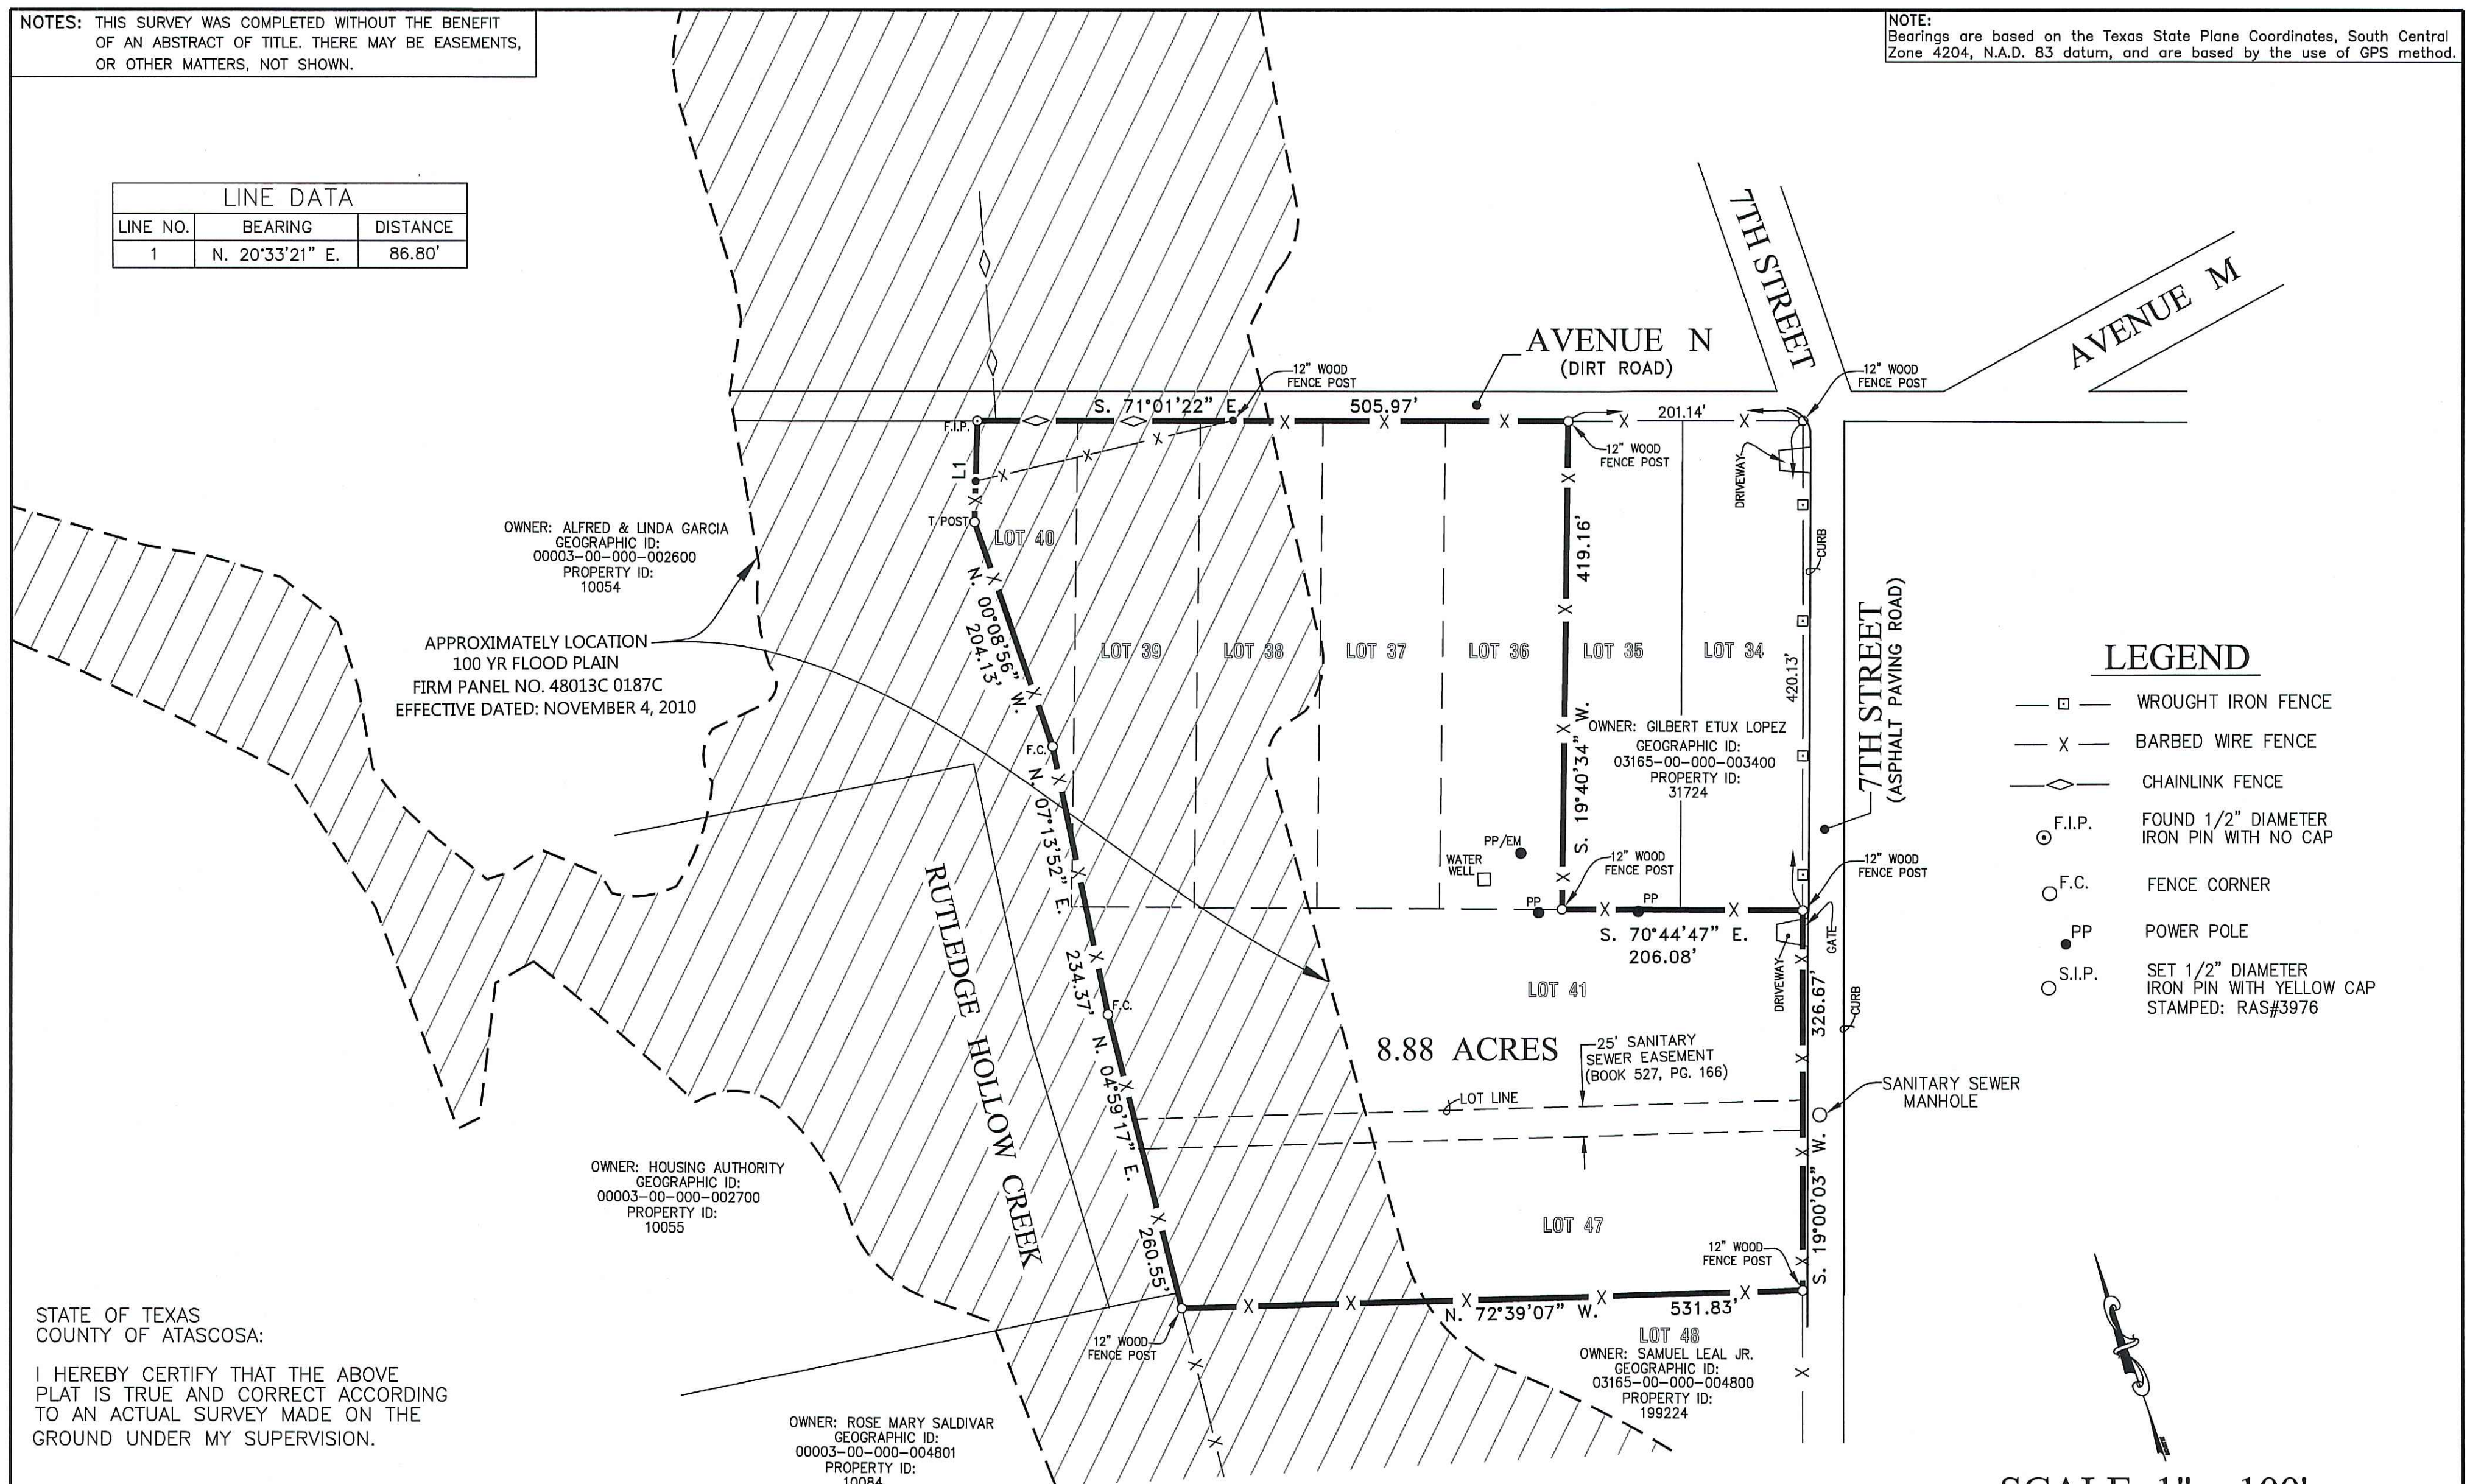 NOTES: THIS SURVEY WAS COMPLETED WITHOUT THE BENEFIT
OF AN ABSTRACT OF TITLE. THERE MAY BE EASEMENTS,
OR OTHER MATTERS, NOT SHOWN.
NOTE:
Bearings are based on the Texas State Plane Coordinates, South Central
Zone 4204, N.A.D. 83 datum, and are based by the use of GPS method.
LINE DATA
LINE NO. BEARING DISTANCE
1 N. 20°33'21" E. 86.80'
7TH STREET
AVENUE M
AVENUE N
(DIRT ROAD)
12" WOOD
FENCE POST
12" WOOD
FENCE POST
S. 71°01'22" E. 505.97'
201.14'
F.I.P.
12" WOOD
FENCE POST
DRIVEWAY
L1
T/POST
LOT 40
OWNER: ALFRED & LINDA GARCIA
GEOGRAPHIC ID:
00003-00-000-002600
PROPERTY ID:
10054
APPROXIMATELY LOCATION
100 YR FLOOD PLAIN
FIRM PANEL NO. 48013C 0187C
EFFECTIVE DATED: NOVEMBER 4, 2010
N. 00°08'56" W.
204.13'
LOT 39
LOT 38
LOT 37
LOT 36
LOT 35
LOT 34
419.16'
S. 19°40'34" W.
420.13'
CURB
7TH STREET
(ASPHALT PAVING ROAD)
OWNER: GILBERT ETUX LOPEZ
GEOGRAPHIC ID:
03165-00-000-003400
PROPERTY ID:
31724
LEGEND
WROUGHT IRON FENCE
X BARBED WIRE FENCE
CHAINLINK FENCE
F.I.P. FOUND 1/2" DIAMETER
IRON PIN WITH NO CAP
F.C. FENCE CORNER
PP POWER POLE
S.I.P. SET 1/2" DIAMETER
IRON PIN WITH YELLOW CAP
STAMPED: RAS#3976
F.C.
N. 07°13'52" E.
234.37'
PP/EM
WATER
WELL
12" WOOD
FENCE POST
12" WOOD
FENCE POST
PP
PP
S. 70°44'47" E.
206.08'
GATE
DRIVEWAY
CURB
326.67'
S. 19°00'03" W.
RUTLEDGE HOLLOW CREEK
F.C.
N. 04°59'17" E.
260.55'
LOT 41
8.88 ACRES
25' SANITARY
SEWER EASEMENT
(BOOK 527, PG. 166)
LOT LINE
SANITARY SEWER
MANHOLE
OWNER: HOUSING AUTHORITY
GEOGRAPHIC ID:
00003-00-000-002700
PROPERTY ID:
10055
LOT 47
12" WOOD
FENCE POST
N. 72°39'07" W. 531.83'
12" WOOD
FENCE POST
LOT 48
OWNER: SAMUEL LEAL JR.
GEOGRAPHIC ID:
03165-00-000-004800
PROPERTY ID:
199224
STATE OF TEXAS
COUNTY OF ATASCOSA:
I HEREBY CERTIFY THAT THE ABOVE
PLAT IS TRUE AND CORRECT ACCORDING
TO AN ACTUAL SURVEY MADE ON THE
GROUND UNDER MY SUPERVISION.
OWNER: ROSE MARY SALDIVAR
GEOGRAPHIC ID:
00003-00-000-004801
PROPERTY ID:
10084